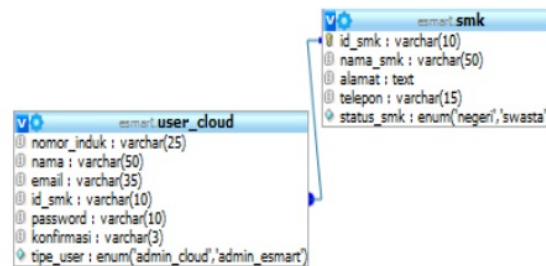 esmart.smk
id_smk : varchar(10)
nama_smk : varchar(50)
alamat : text
telepon : varchar(15)
status_smk : enum('negeri','swasta'
esmart.user_cloud
nomor_induk : varchar(25)
nama : varchar(50)
email : varchar(35)
id_smk : varchar(10)
password : varchar(10)
konfirmasi : varchar(3)
tipe_user : enum('admin_cloud','admin_esmart')